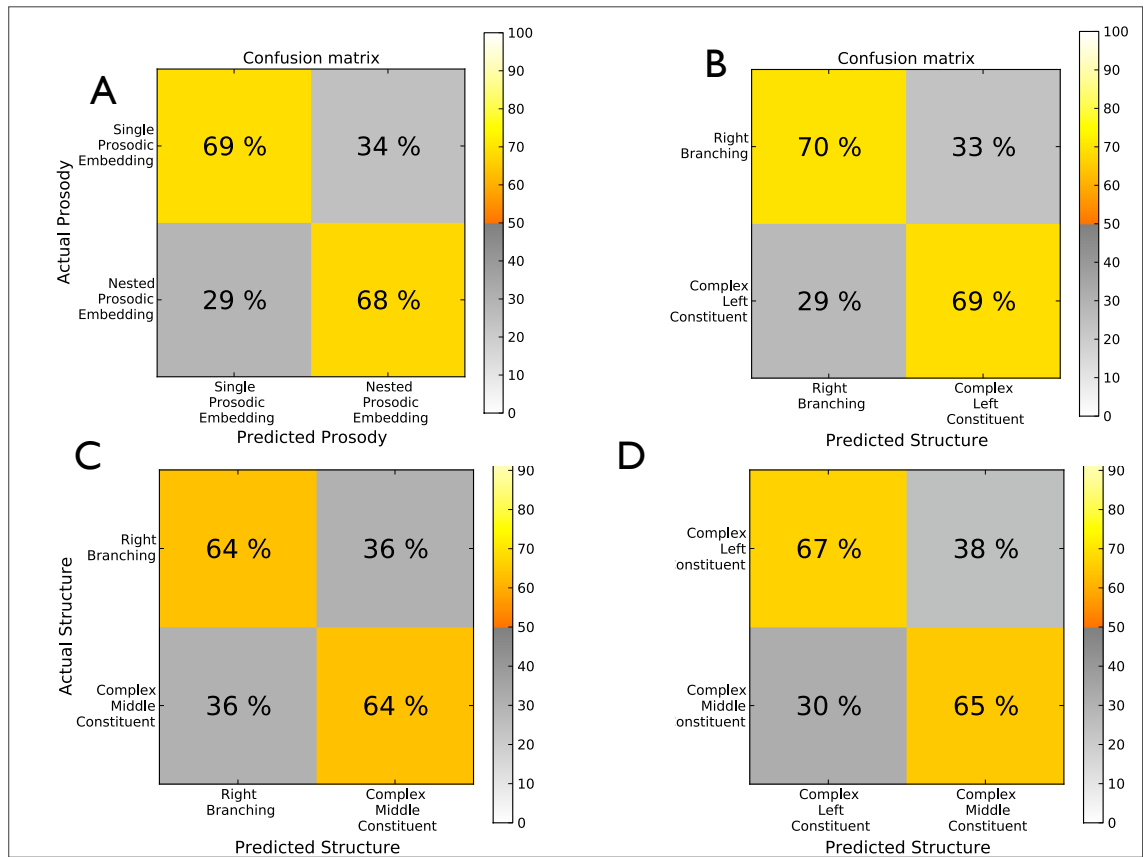 A
Confusion matrix
Actual Prosody
Single
Prosodic
Embedding
69 %
34 %
Nested
Prosodic
Embedding
29 %
68 %
Single
Prosodic
Embedding
Nested
Prosodic
Embedding
Predicted Prosody
100
90
80
70
60
50
40
30
20
10
0
B
Confusion matrix
Right
Branching
70 %
33 %
Complex
Left
Constituent
29 %
69 %
Right
Branching
Complex
Left
Constituent
Predicted Structure
100
90
80
70
60
50
40
30
20
10
0
C
Actual Structure
Right
Branching
64 %
36 %
Complex
Middle
Constituent
36 %
64 %
Right
Branching
Complex
Middle
Constituent
Predicted Structure
90
80
70
60
50
40
30
20
10
0
D
Complex
Left
onstituent
67 %
38 %
Complex
Middle
onstituent
30 %
65 %
Complex
Left
Constituent
Complex
Middle
Constituent
Predicted Structure
90
80
70
60
50
40
30
20
10
0